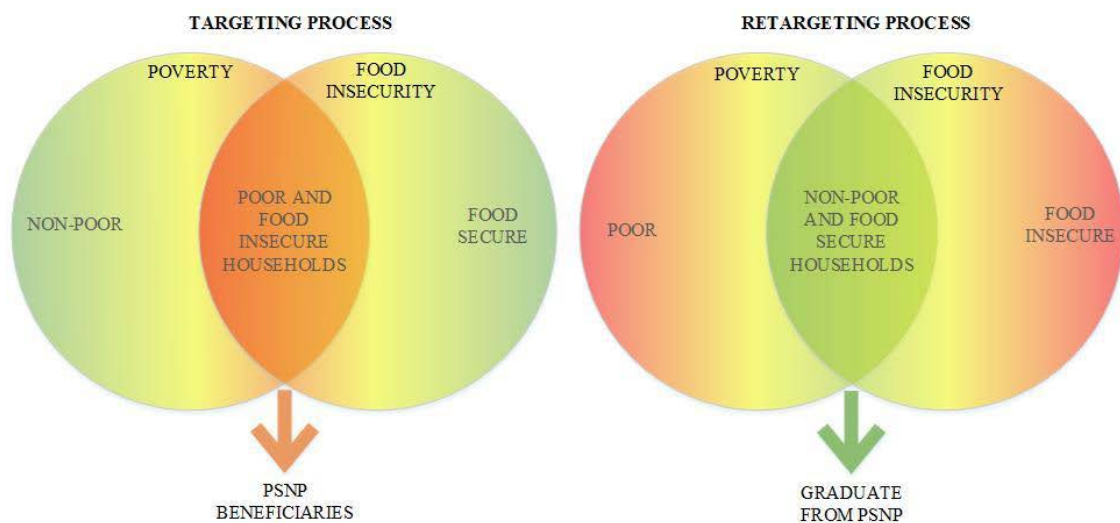 TARGETING PROCESS
POVERTY
FOOD
INSECURITY
NON-POOR
POOR AND
FOOD
INSECURE
HOUSEHOLDS
FOOD
SECURE
PSNP
BENEFICIARIES
RETARGETING PROCESS
POVERTY
FOOD
INSECURITY
POOR
NON-POOR
AND FOOD
SECURE
HOUSEHOLDS
FOOD
INSECURE
GRADUATE
FROM PSNP